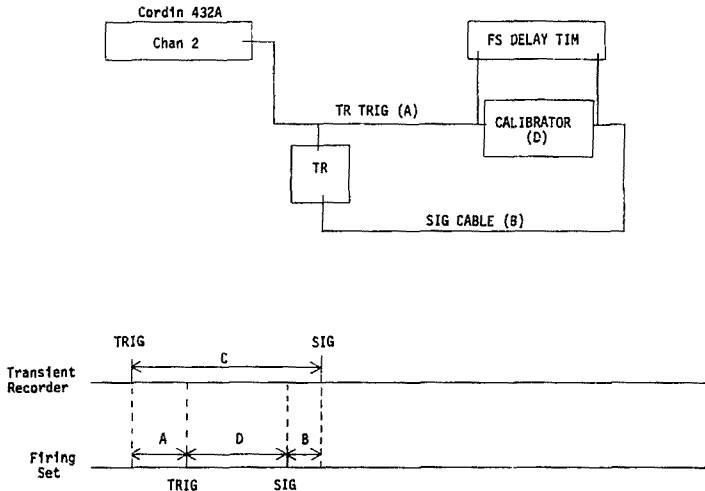 Cordin 432A
Chan 2
FS DELAY TIM
TR TRIG (A)
CALIBRATOR
(D)
TR
SIG CABLE (B)
TRIG
SIG
C
Transient
Recorder
A
D
B
Firing
Set
TRIG
SIG